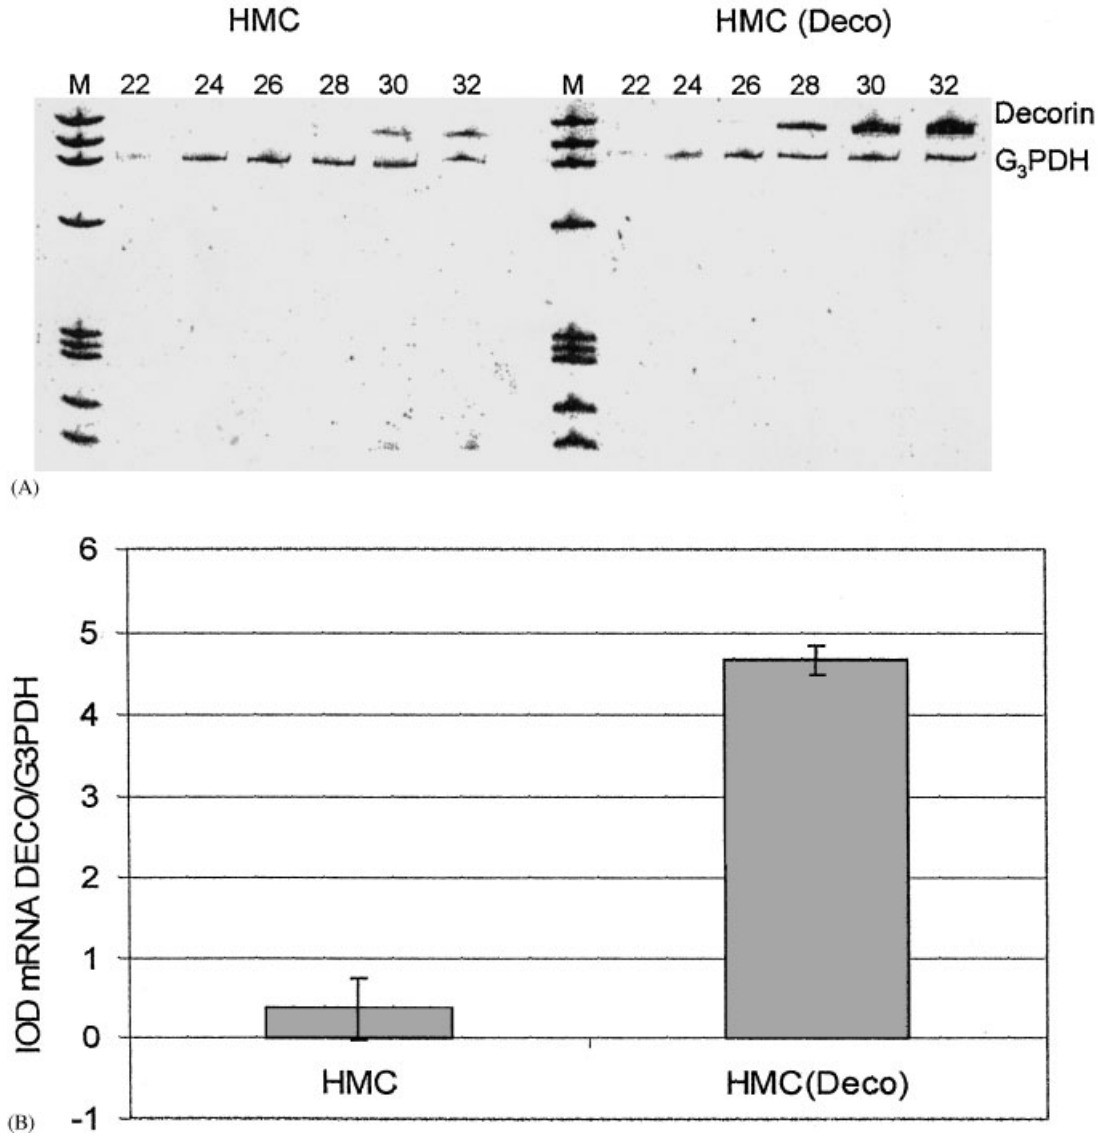 HMC HMC (Deco)
M 22 24 26 28 30 32 M 22 24 26 28 30 32
Decorin
G₃PDH
(A)
6
5
4
3
2
1
0
-1
IOD mRNA DECO/G3PDH
HMC HMC(Deco)
(B)